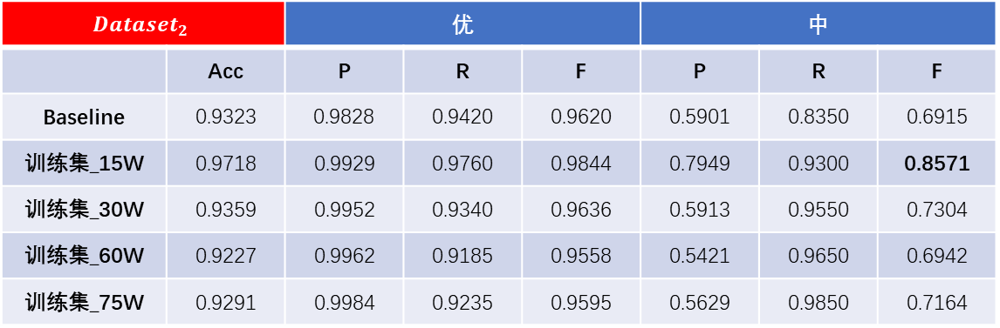 Dataset₂ 优 中
Acc P R F P R F
Baseline 0.9323 0.9828 0.9420 0.9620 0.5901 0.8350 0.6915
训练集_15W 0.9718 0.9929 0.9760 0.9844 0.7949 0.9300 0.8571
训练集_30W 0.9359 0.9952 0.9340 0.9636 0.5913 0.9550 0.7304
训练集_60W 0.9227 0.9962 0.9185 0.9558 0.5421 0.9650 0.6942
训练集_75W 0.9291 0.9984 0.9235 0.9595 0.5629 0.9850 0.7164